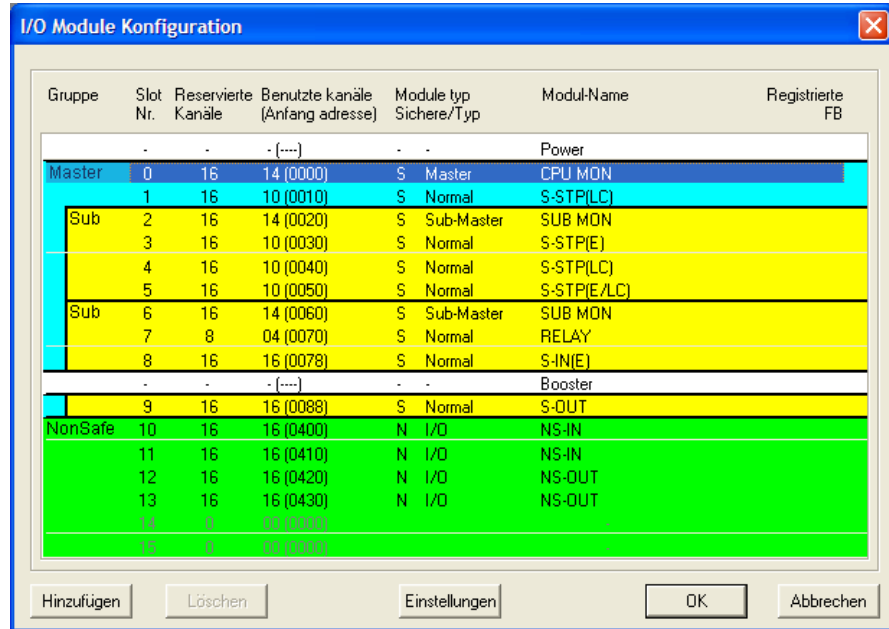 I/O Module Konfiguration
Gruppe Slot Nr. Reservierte Kanäle Benutzte kanäle (Anfang adresse) Module typ Sichere/Typ Modul-Name Registrierte FB
- - - (----) - - Power
Master 0 16 14 (0000) S Master CPU MON
1 16 10 (0010) S Normal S-STP(LC)
Sub 2 16 14 (0020) S Sub-Master SUB MON
3 16 10 (0030) S Normal S-STP(E)
4 16 10 (0040) S Normal S-STP(LC)
5 16 10 (0050) S Normal S-STP(E/LC)
Sub 6 16 14 (0060) S Sub-Master SUB MON
7 8 04 (0070) S Normal RELAY
8 16 16 (0078) S Normal S-IN(E)
- - - (----) - - Booster
9 16 16 (0088) S Normal S-OUT
NonSafe 10 16 16 (0400) N I/O NS-IN
11 16 16 (0410) N I/O NS-IN
12 16 16 (0420) N I/O NS-OUT
13 16 16 (0430) N I/O NS-OUT
14 0 00 (0000) -
15 0 00 (0000) -
Hinzufügen Löschen Einstellungen OK Abbrechen